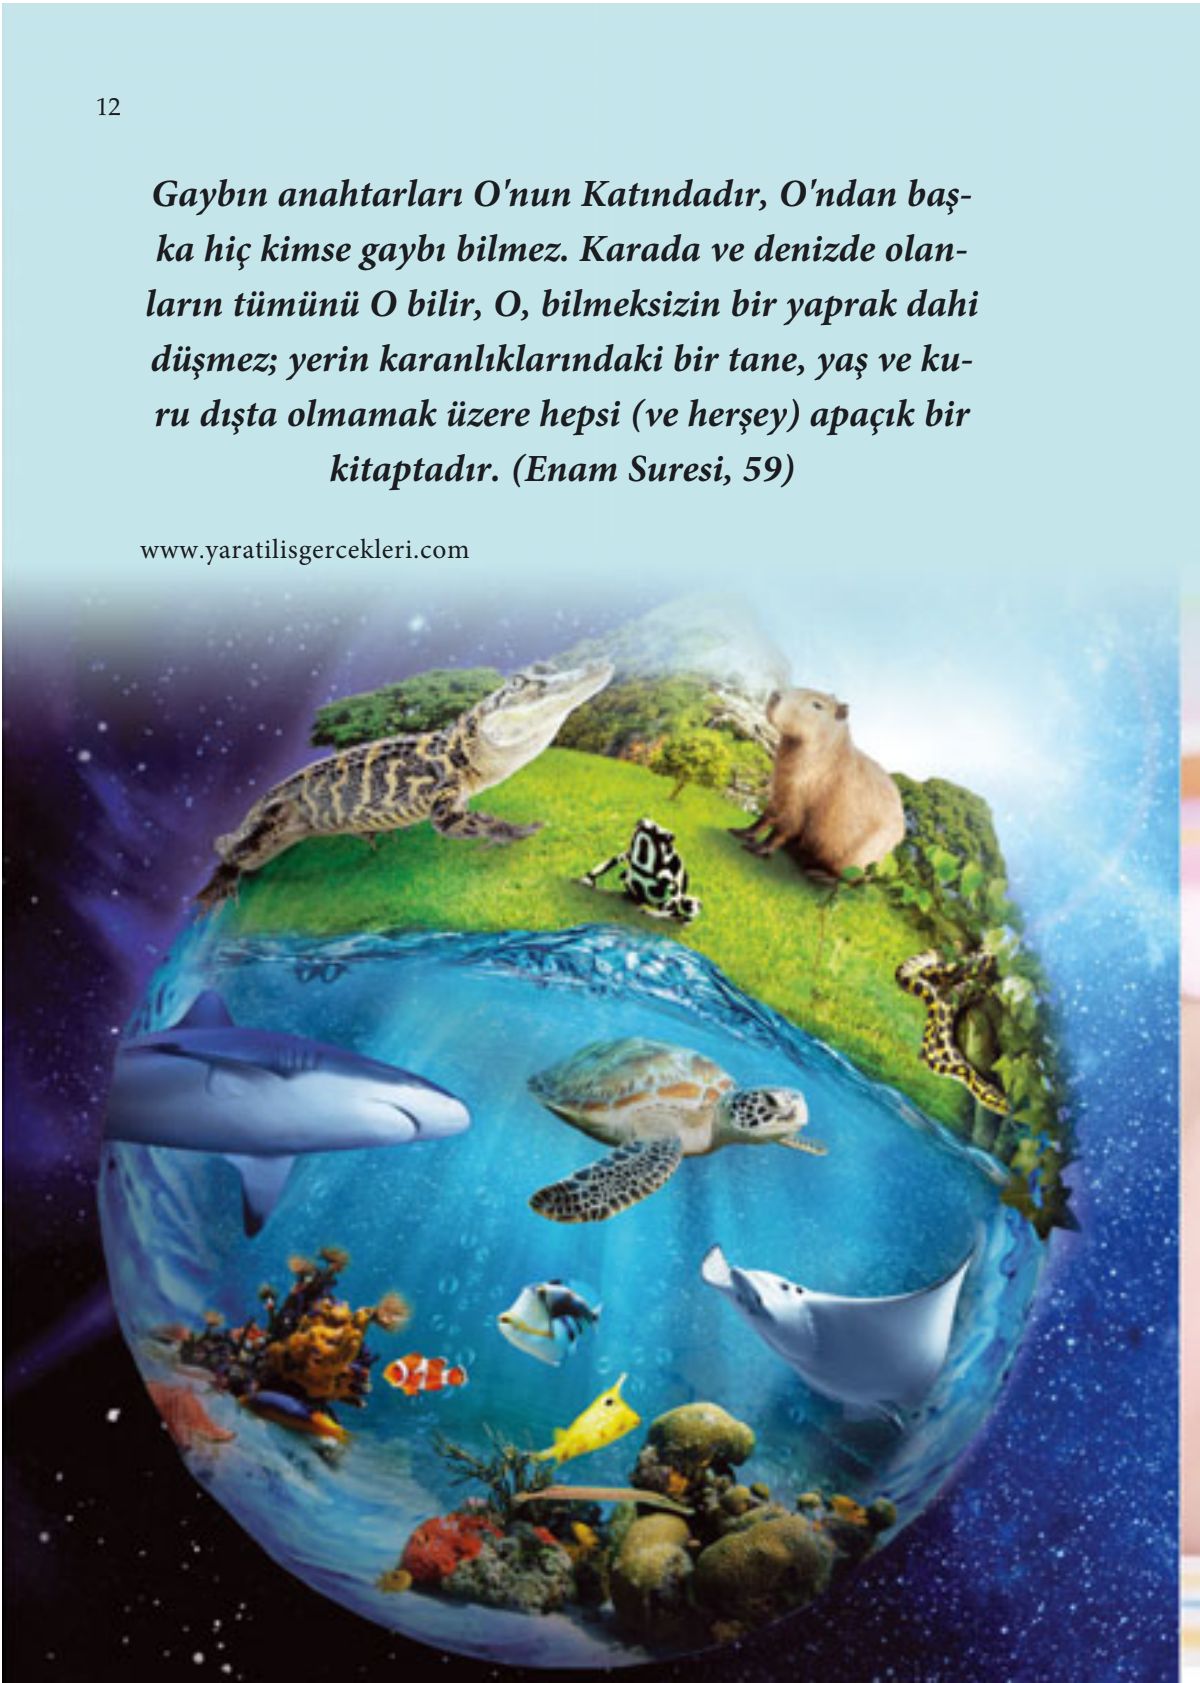 12
Gaybın anahtarları O'nun Katındadır, O'ndan baş-
ka hiç kimse gaybı bilmez. Karada ve denizde olan-
ların tümünü O bilir, O, bilmeksizin bir yaprak dahi
düşmez; yerin karanlıklarındaki bir tane, yaş ve ku-
ru dışta olmamak üzere hepsi (ve herşey) apaçık bir
kitaptadır. (Enam Suresi, 59)
www.yaratilisgercekleri.com